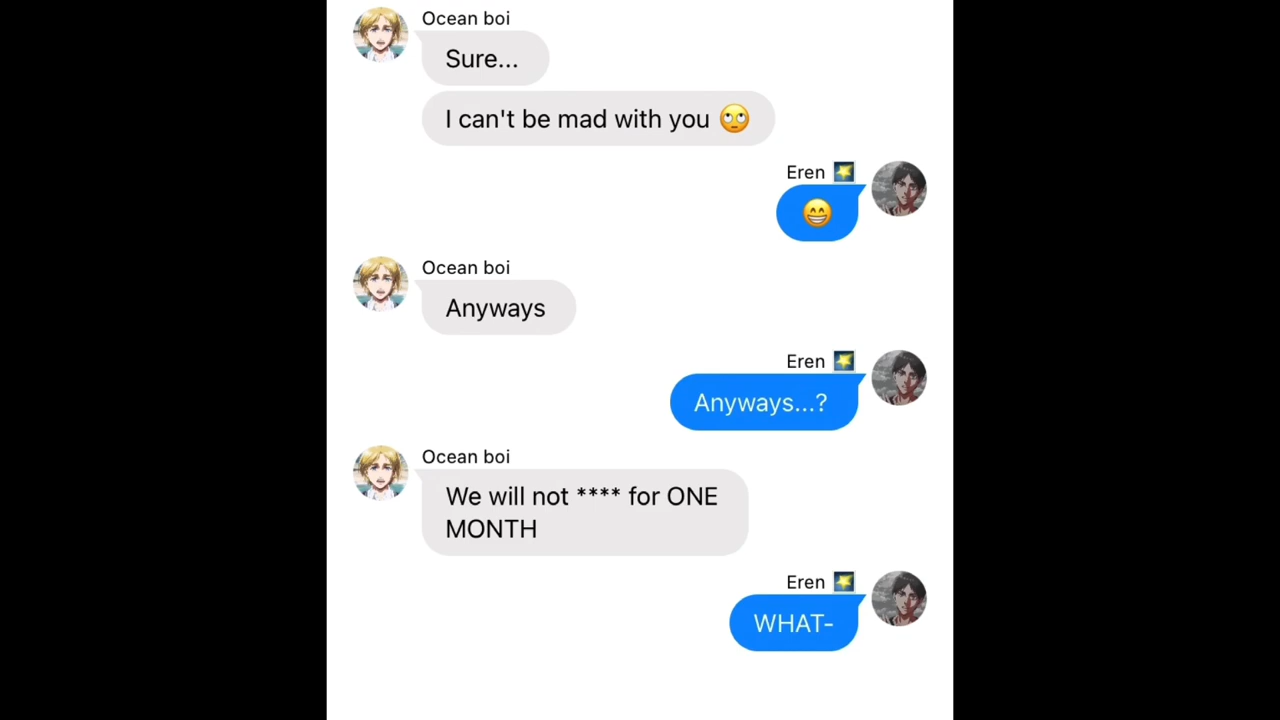 Ocean boi
Sure...
I can't be mad with you 🙄
Eren 🌠
😁
Ocean boi
Anyways
Eren 🌠
Anyways...?
Ocean boi
We will not **** for ONE
MONTH
Eren 🌠
WHAT-